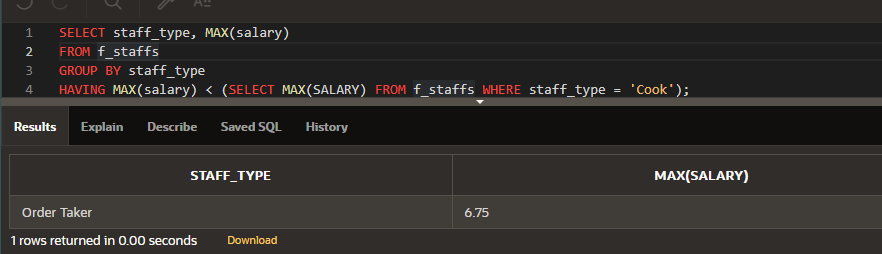 1 SELECT staff_type, MAX(salary)
2 FROM f_staffs
3 GROUP BY staff_type
4 HAVING MAX(salary) < (SELECT MAX(SALARY) FROM f_staffs WHERE staff_type = 'Cook');
Results Explain Describe Saved SQL History
STAFF_TYPE MAX(SALARY)
Order Taker 6.75
1 rows returned in 0.00 seconds Download